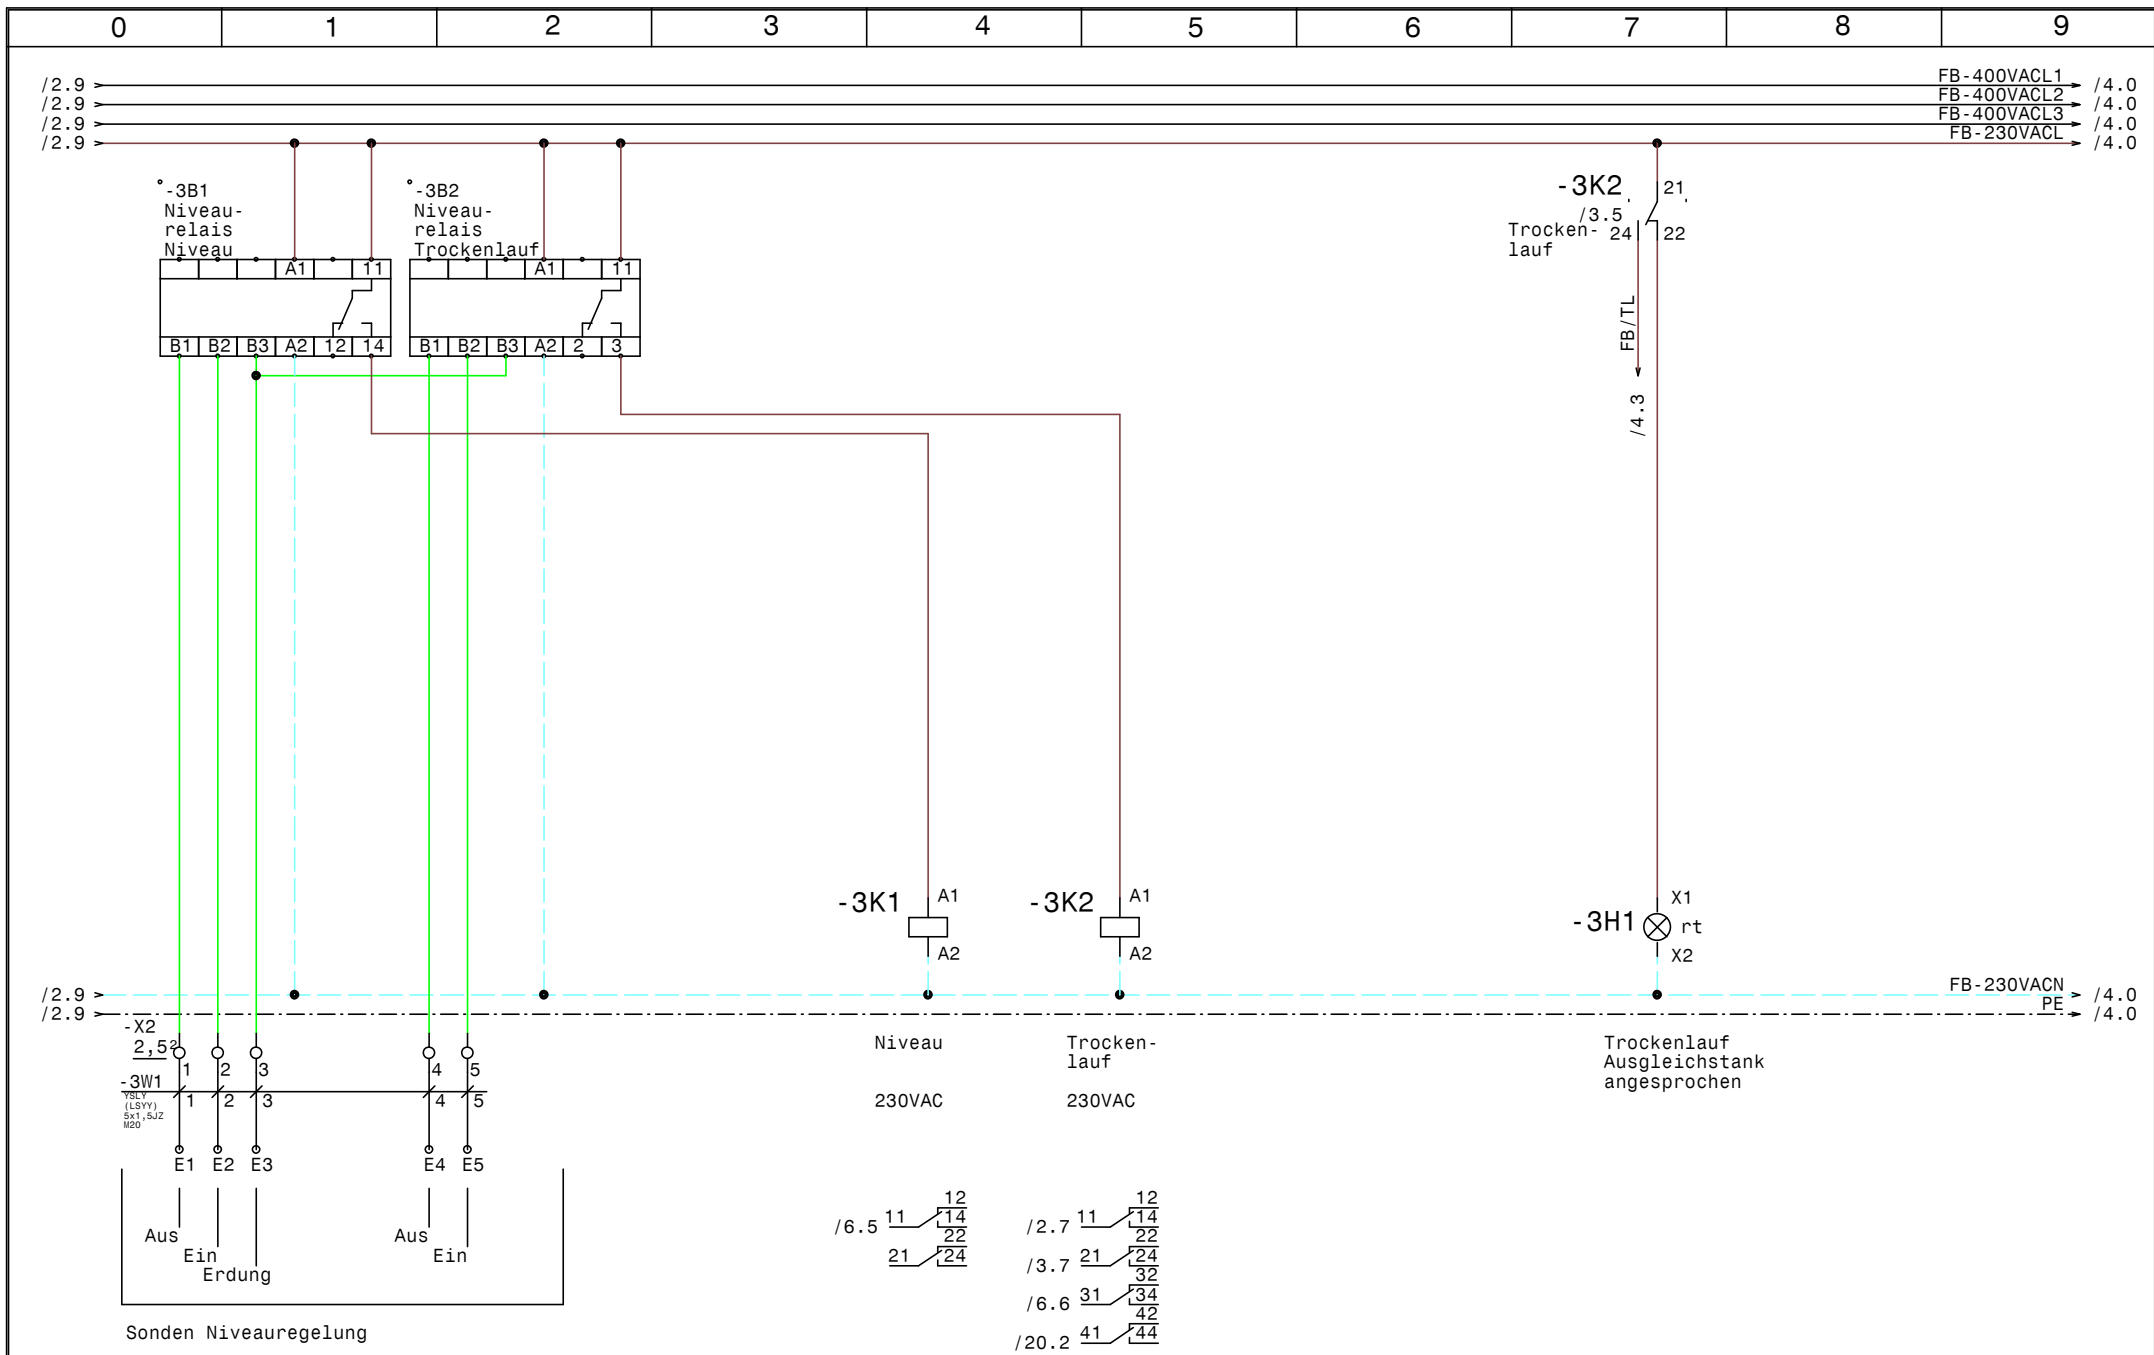 0 1 2 3 4 5 6 7 8 9
/2.9 FB-400VACL1 /4.0
/2.9 FB-400VACL2 /4.0
/2.9 FB-400VACL3 /4.0
/2.9 FB-230VACL /4.0
-3B1
Niveau-
relais
Niveau
A1 11
B1 B2 B3 A2 12 14
-3B2
Niveau-
relais
Trockenlauf
A1 11
B1 B2 B3 A2 2 3
-3K2 21
/3.5
Trocken- 24 22
lauf
FB/TL
/4.3
-3K1 A1
A2
-3K2 A1
A2
-3H1 X1
rt
X2
/2.9 FB-230VACN /4.0
/2.9 PE /4.0
-X2
2,5²
1 2 3 4 5
-3W1
YSLY
(LSYY)
5x1,5JZ
M20
1 2 3 4 5
E1 E2 E3 E4 E5
Aus
Ein
Erdung
Aus
Ein
Sonden Niveauregelung
Niveau
230VAC
Trocken-
lauf
230VAC
Trockenlauf
Ausgleichstank
angesprochen
12
/6.5 11 14
22
21 24
12
/2.7 11 14
22
/3.7 21 24
32
/6.6 31 34
42
/20.2 41 44